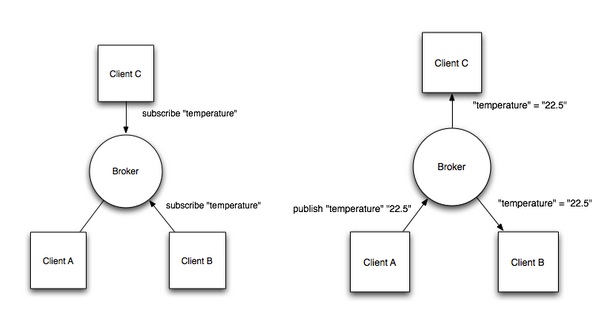 Client C
subscribe "temperature"
Broker
subscribe "temperature"
Client A
Client B
Client C
"temperature" = "22.5"
Broker
publish "temperature" "22.5"
"temperature" = "22.5"
Client A
Client B